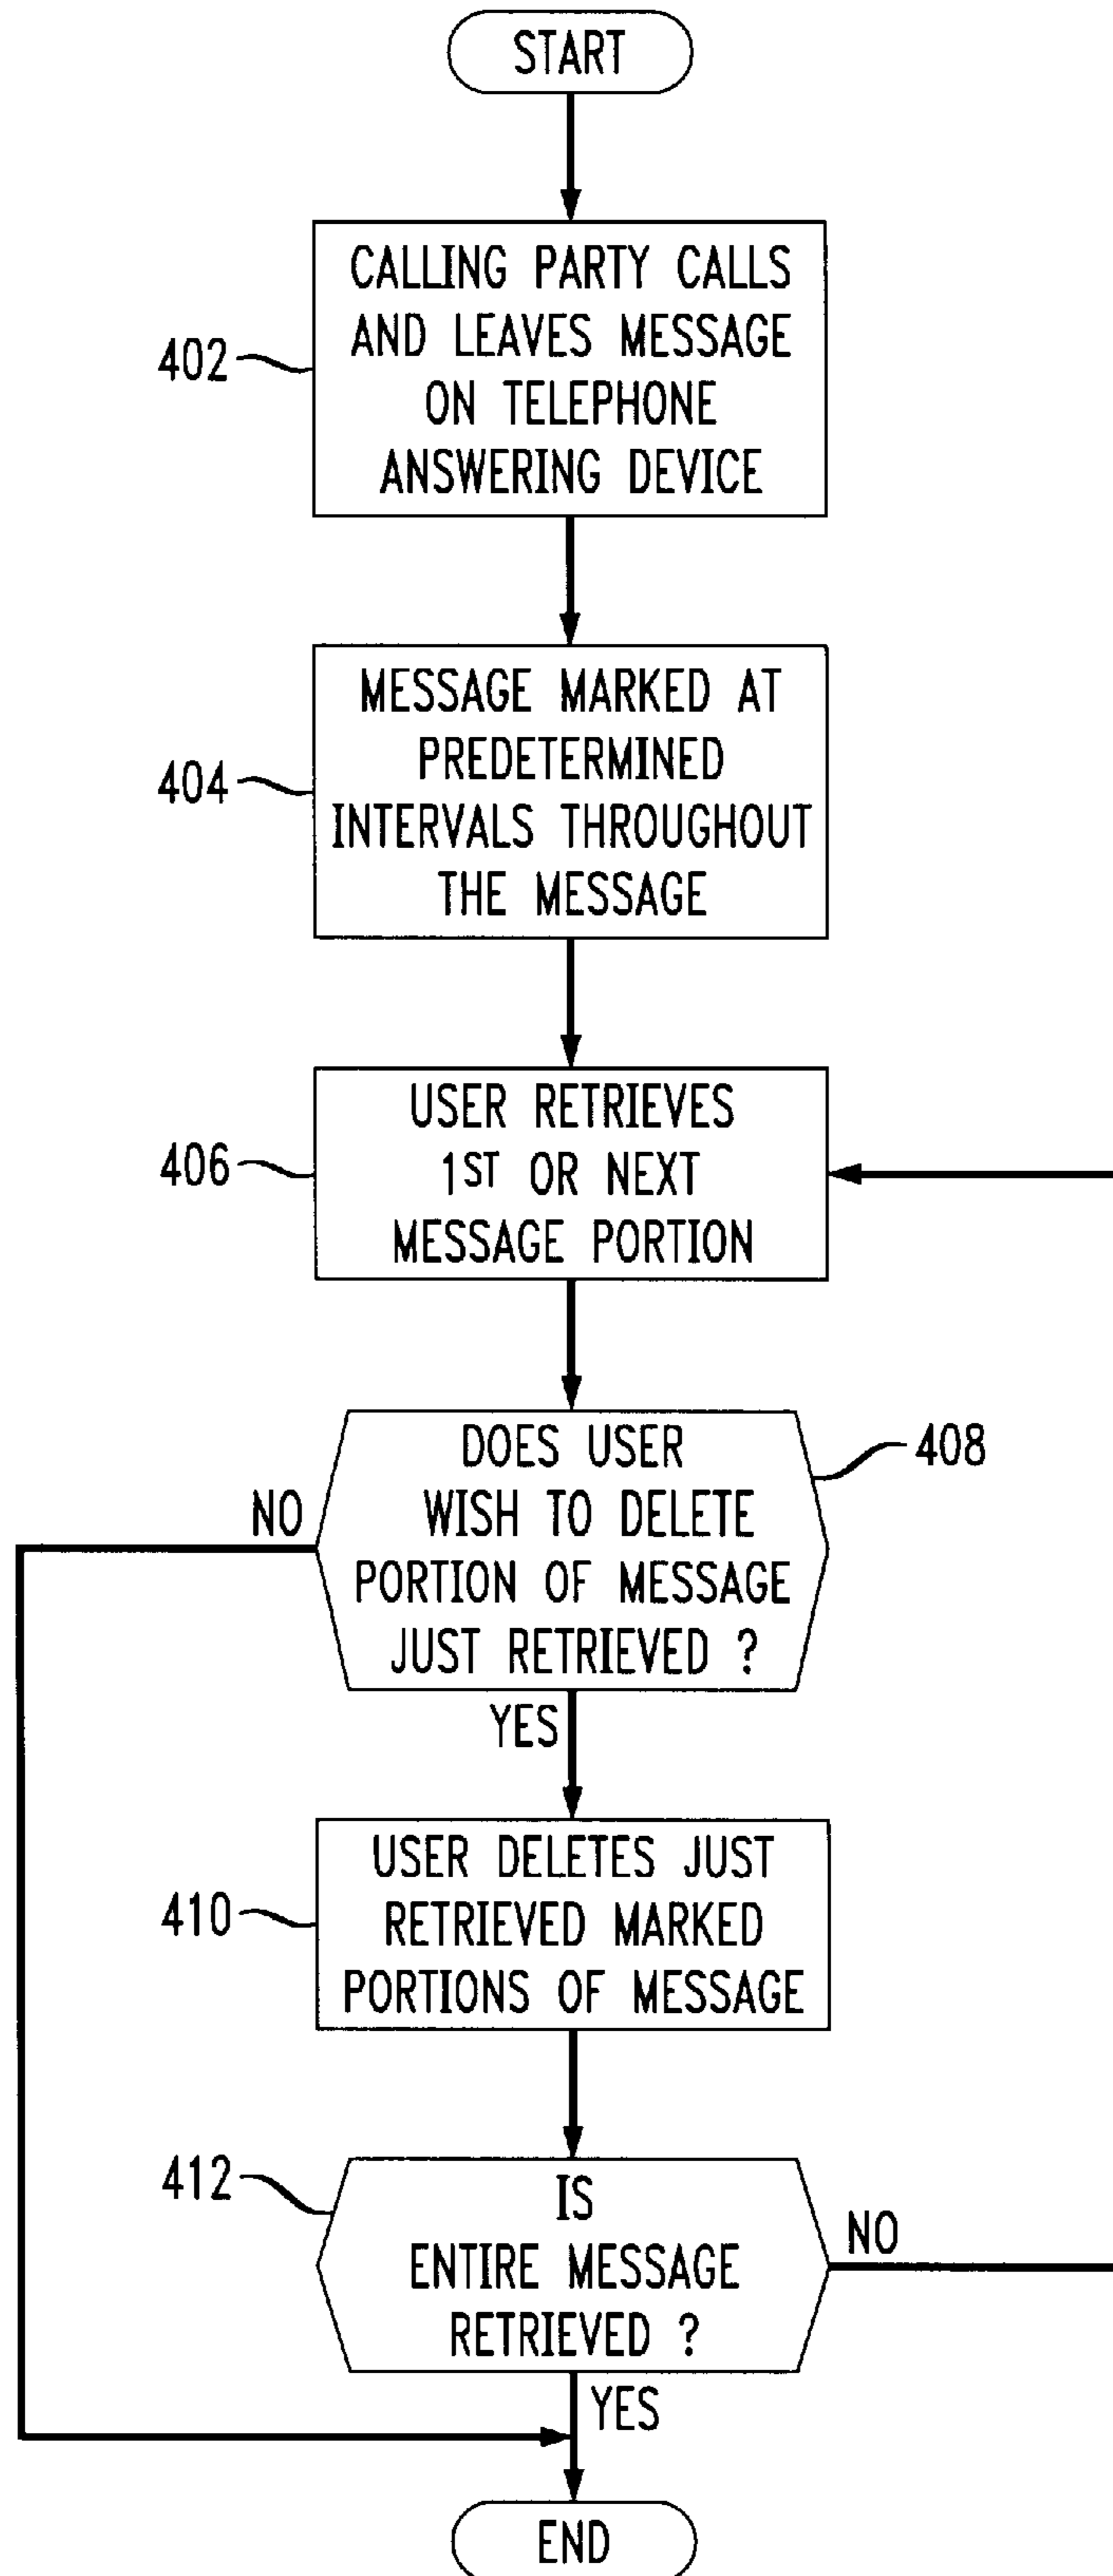 START
CALLING PARTY CALLS
AND LEAVES MESSAGE
ON TELEPHONE
ANSWERING DEVICE
402
MESSAGE MARKED AT
PREDETERMINED
INTERVALS THROUGHOUT
THE MESSAGE
404
USER RETRIEVES
1ST OR NEXT
MESSAGE PORTION
406
DOES USER
WISH TO DELETE
PORTION OF MESSAGE
JUST RETRIEVED ?
408
NO
YES
USER DELETES JUST
RETRIEVED MARKED
PORTIONS OF MESSAGE
410
IS
ENTIRE MESSAGE
RETRIEVED ?
412
NO
YES
END